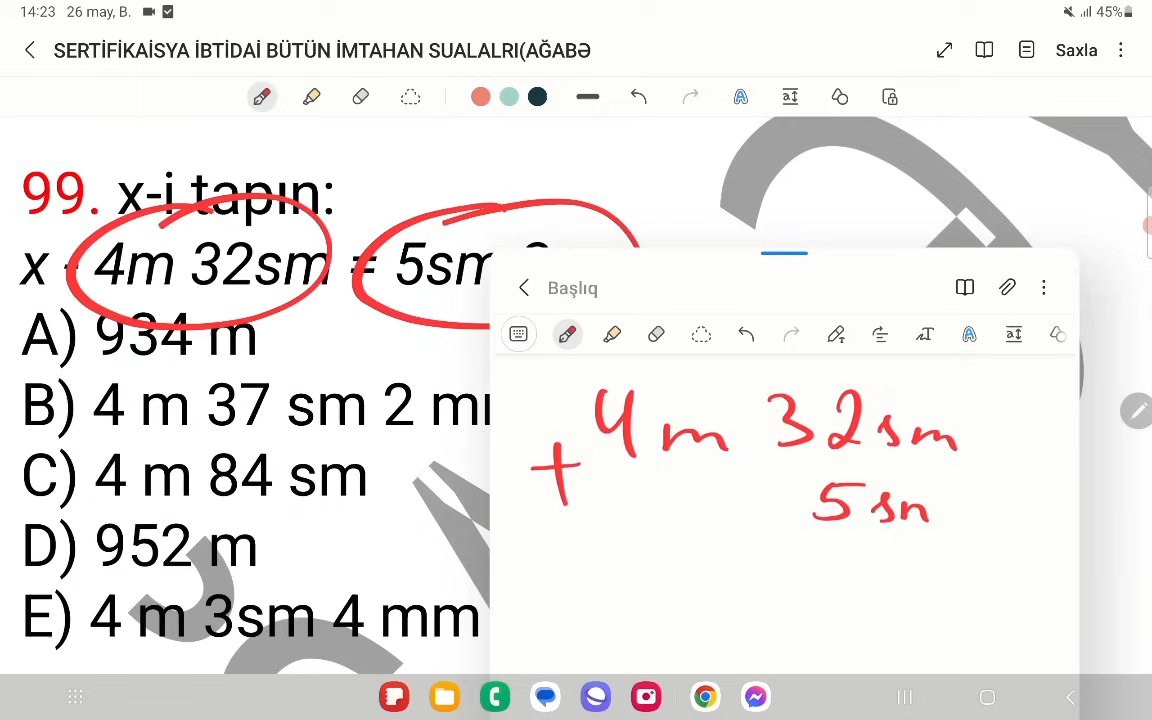 14:23 26 may, B. 45%
SERTİFİKAİSYA İBTİDAİ BÜTÜN İMTAHAN SUALALRI(AĞABƏ
Saxla
99. x-i tapın:
x - 4m 32sm = 5sm
A) 934 m
B) 4 m 37 sm 2 m
C) 4 m 84 sm
D) 952 m
E) 4 m 3sm 4 mm
Başlıq
4m 32sm
+
5sm